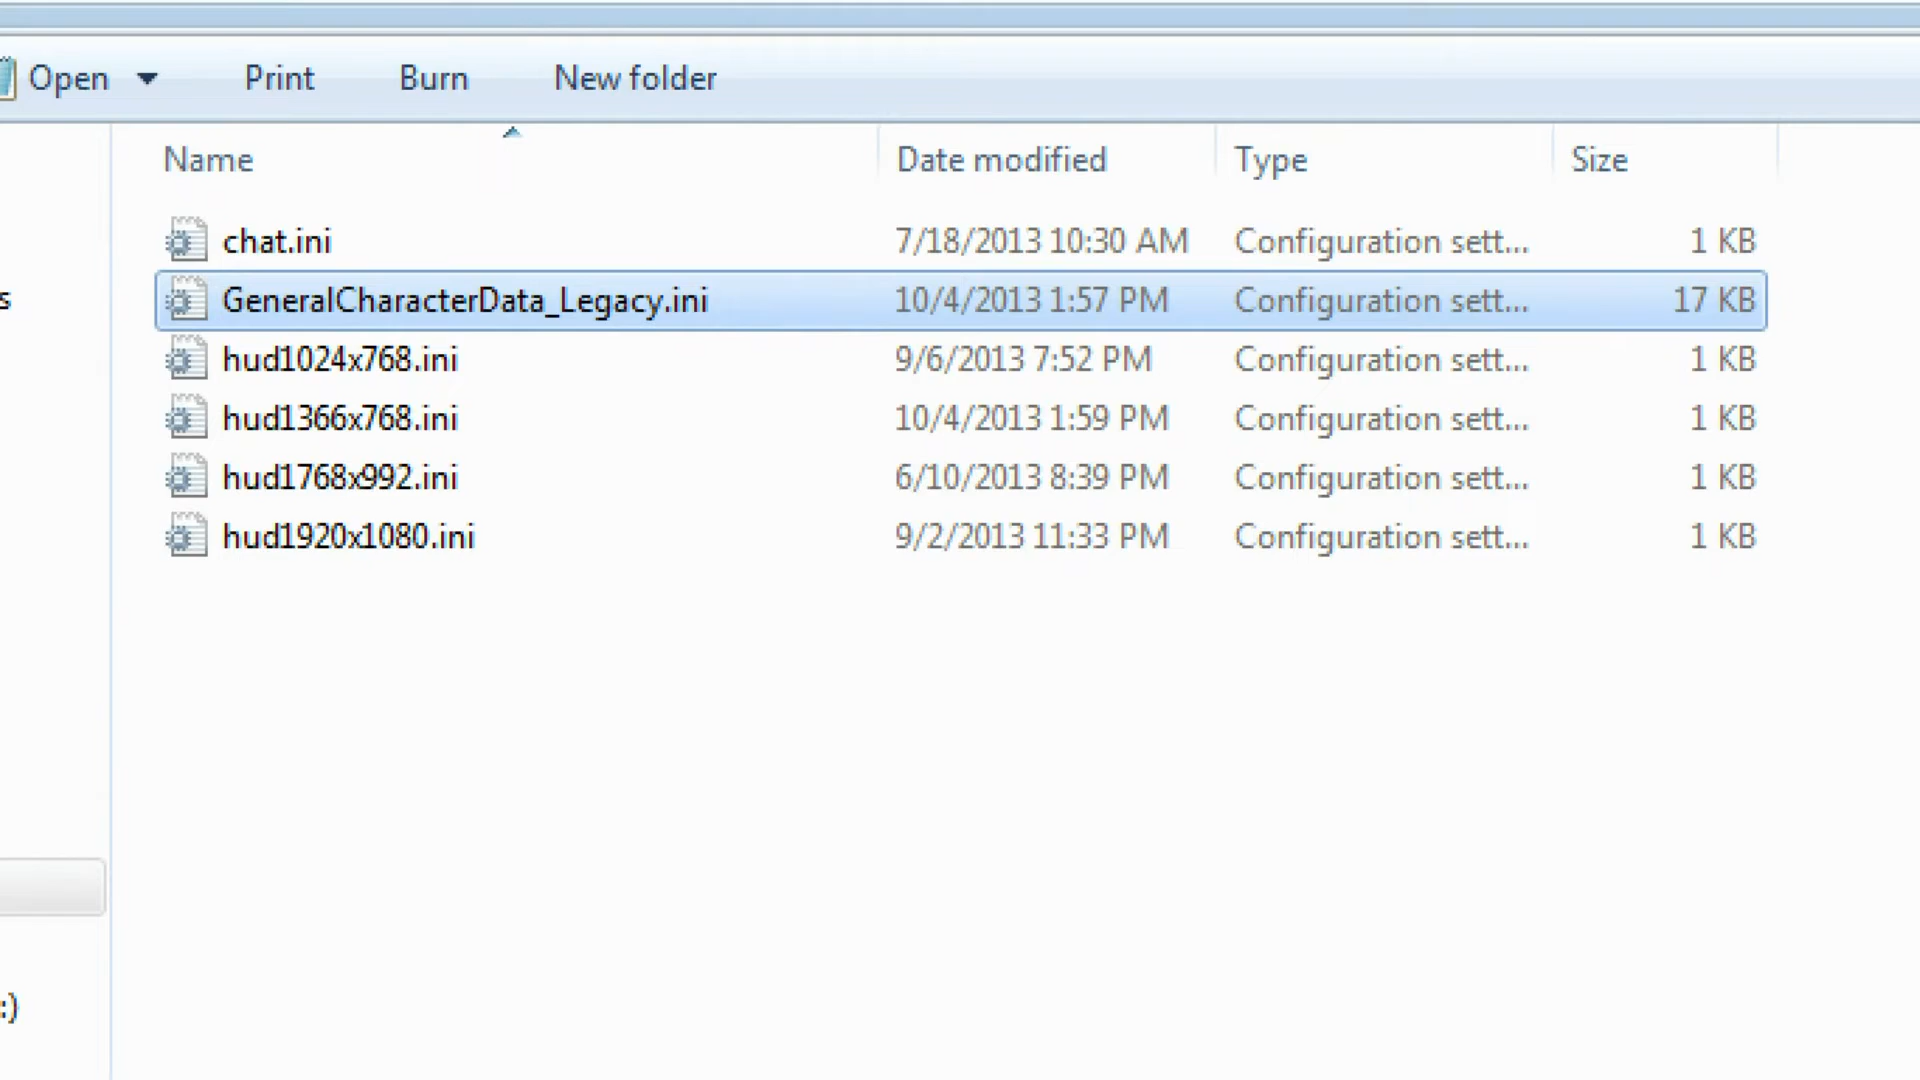 Open Print Burn New folder
Name Date modified Type Size
chat.ini 7/18/2013 10:30 AM Configuration sett... 1 KB
s
GeneralCharacterData_Legacy.ini 10/4/2013 1:57 PM Configuration sett... 17 KB
hud1024x768.ini 9/6/2013 7:52 PM Configuration sett... 1 KB
hud1366x768.ini 10/4/2013 1:59 PM Configuration sett... 1 KB
hud1768x992.ini 6/10/2013 8:39 PM Configuration sett... 1 KB
hud1920x1080.ini 9/2/2013 11:33 PM Configuration sett... 1 KB
:)